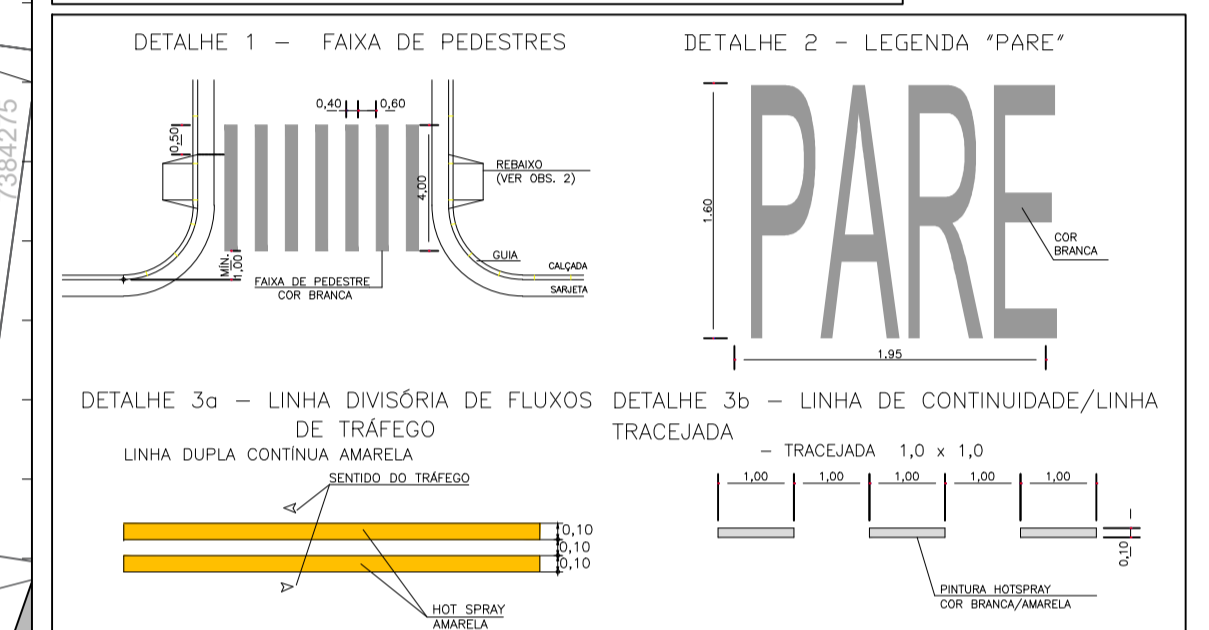 7384275
DETALHE 1 — FAIXA DE PEDESTRES
0,40
0,60
0,50
4,00
REBAIXO
(VER OBS. 2)
MÍN.
1,00
GUIA
CALÇADA
SARJETA
FAIXA DE PEDESTRE
COR BRANCA
DETALHE 2 - LEGENDA "PARE"
PARE
1.60
1.95
COR
BRANCA
DETALHE 3a — LINHA DIVISÓRIA DE FLUXOS
DE TRÁFEGO
LINHA DUPLA CONTÍNUA AMARELA
SENTIDO DO TRÁFEGO
0,10
0,10
0,10
HOT SPRAY
AMARELA
DETALHE 3b — LINHA DE CONTINUIDADE/LINHA
TRACEJADA
— TRACEJADA 1,0 x 1,0
1,00 1,00 1,00 1,00 1,00
0,10
PINTURA HOTSPRAY
COR BRANCA/AMARELA